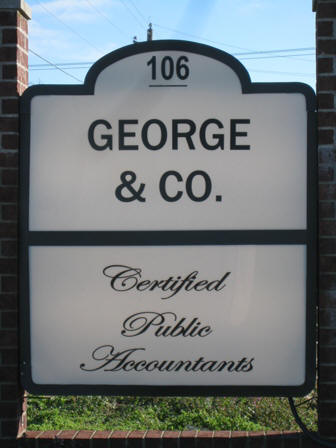 106
GEORGE
& CO.
Certified
Public
Accountants